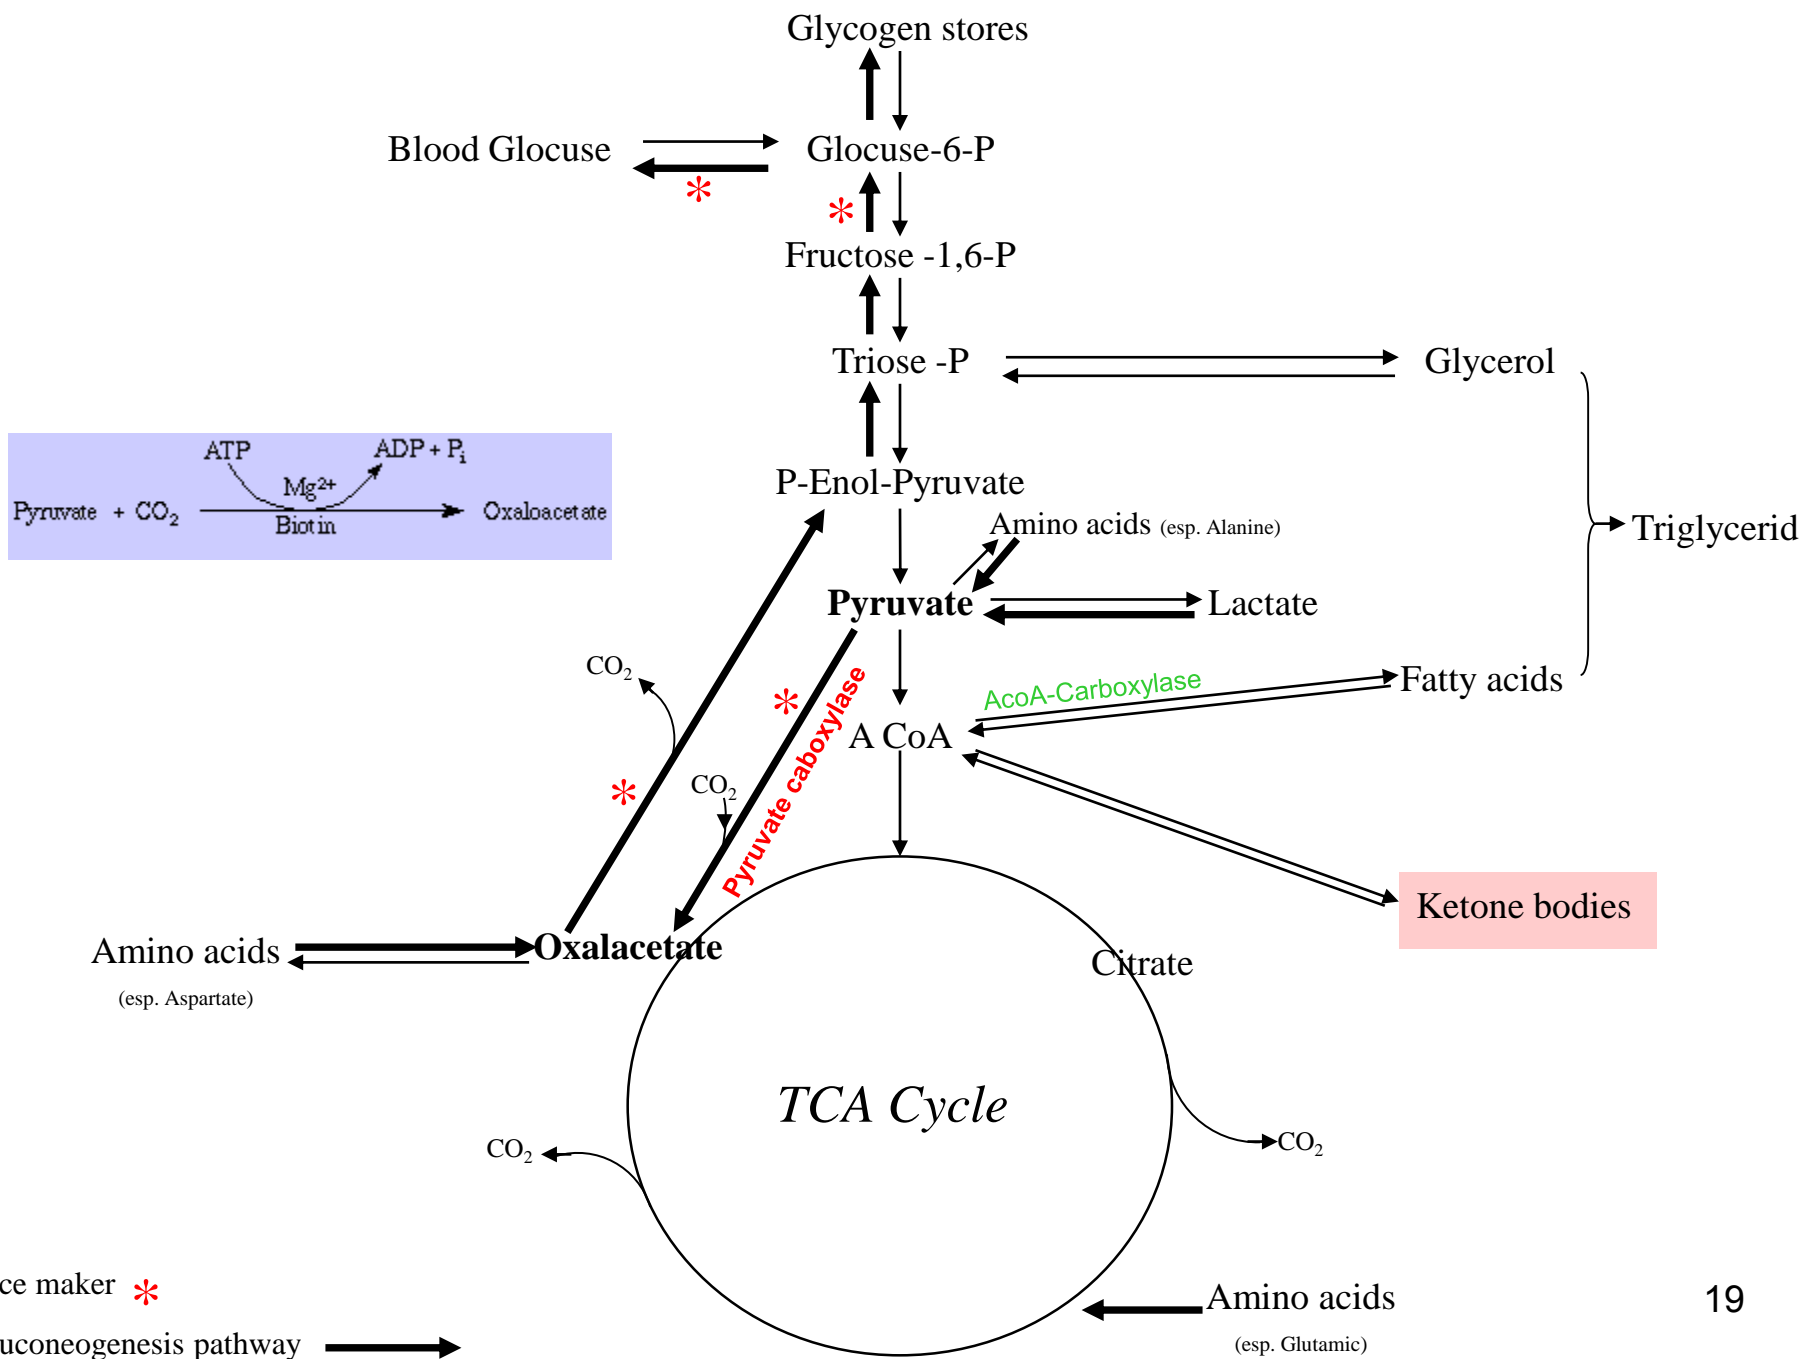 Glycogen stores
Blood Glocuse
Glocuse-6-P
*
*
Fructose -1,6-P
Triose -P
Glycerol
ATP
ADP + Pi
Mg2+
Pyruvate + CO2
Oxaloacetate
Biotin
P-Enol-Pyruvate
Amino acids (esp. Alanine)
Triglycerid
Pyruvate
Lactate
CO2
*
Pyruvate caboxylase
AcoA-Carboxylase
Fatty acids
A CoA
*
CO2
Ketone bodies
Amino acids
(esp. Aspartate)
Oxalacetate
Citrate
TCA Cycle
CO2
CO2
ce maker *
Amino acids
(esp. Glutamic)
19
uconeogenesis pathway